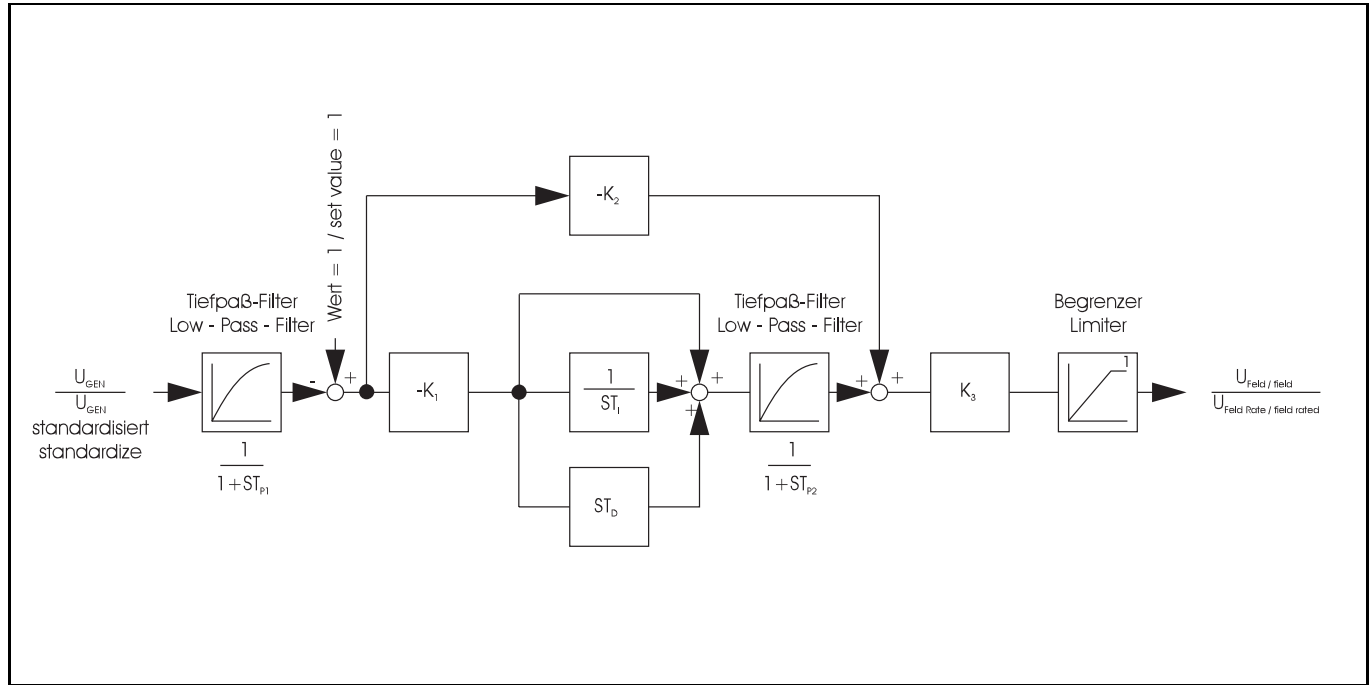 Wert = 1 / set value = 1
-K₂
Tiefpaß-Filter
Low - Pass - Filter
Tiefpaß-Filter
Low - Pass - Filter
Begrenzer
Limiter
U_GEN
U_GEN
standardisiert
standardize
-
+
-K₁
1
ST_I
+
+
+
+
+
K₃
1
U_Feld / field
U_Feld Rate / field rated
1
1+ST_P1
ST_D
1
1+ST_P2